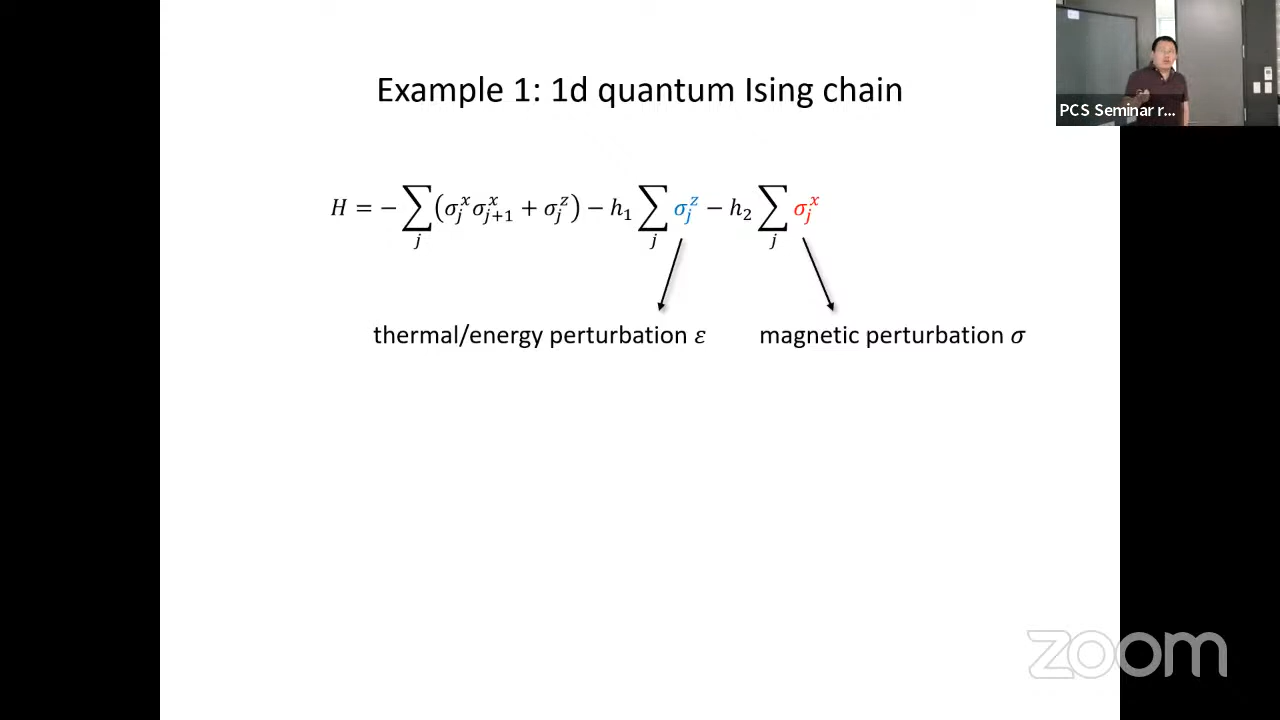 Example 1: 1d quantum Ising chain
PCS Seminar r...
H = −∑_j (σ_j^x σ_{j+1}^x + σ_j^z) − h_1 ∑_j σ_j^z − h_2 ∑_j σ_j^x
thermal/energy perturbation ε
magnetic perturbation σ
zoom